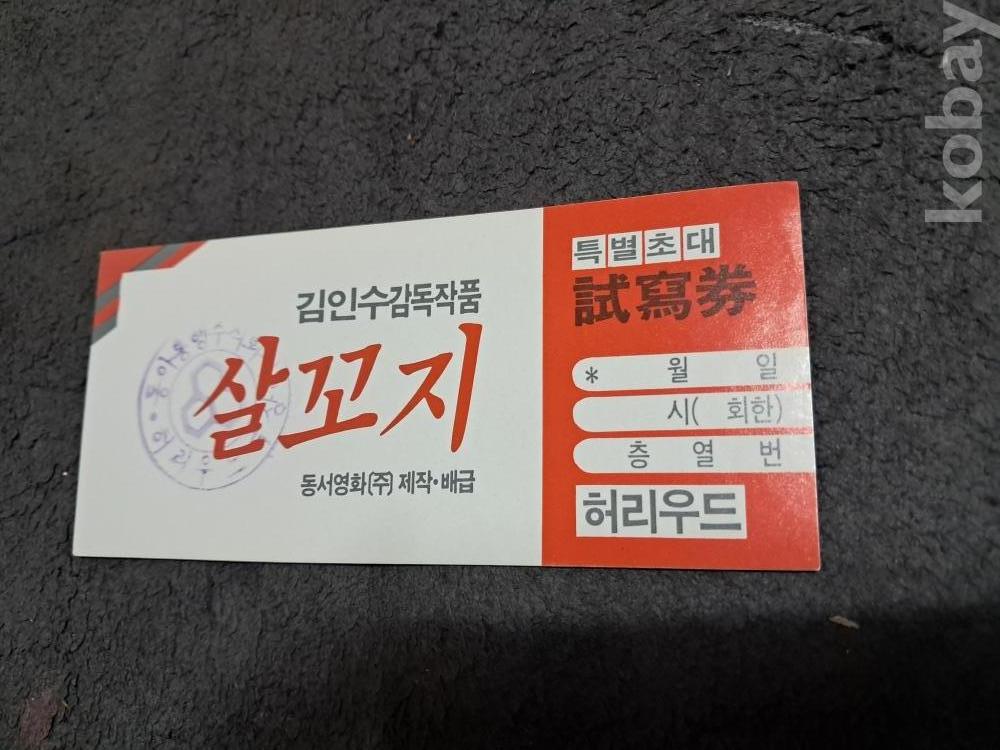 김인수감독작품
살꼬지
동서영화(주) 제작·배급
특별초대
試寫券
* 월 일
시( 회한)
층 열 번
허리우드
kobay